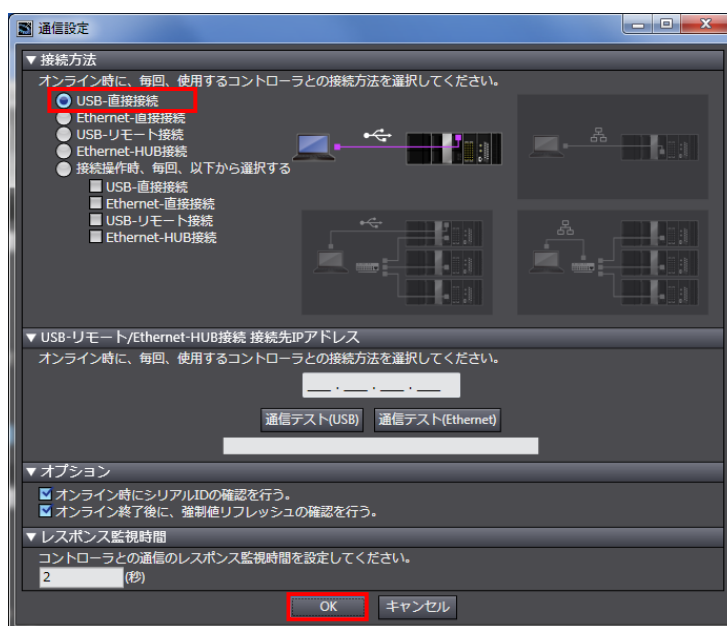 通信設定
▼ 接続方法
オンライン時に、毎回、使用するコントローラとの接続方法を選択してください。
USB-直接接続
Ethernet-直接接続
USB-リモート接続
Ethernet-HUB接続
接続操作時、毎回、以下から選択する
USB-直接接続
Ethernet-直接接続
USB-リモート接続
Ethernet-HUB接続
▼ USB-リモート/Ethernet-HUB接続 接続先IPアドレス
オンライン時に、毎回、使用するコントローラとの接続方法を選択してください。
___ . ___ . ___ . ___
通信テスト(USB) 通信テスト(Ethernet)
▼ オプション
オンライン時にシリアルIDの確認を行う。
オンライン終了後に、強制値リフレッシュの確認を行う。
▼ レスポンス監視時間
コントローラとの通信のレスポンス監視時間を設定してください。
2 (秒)
OK キャンセル